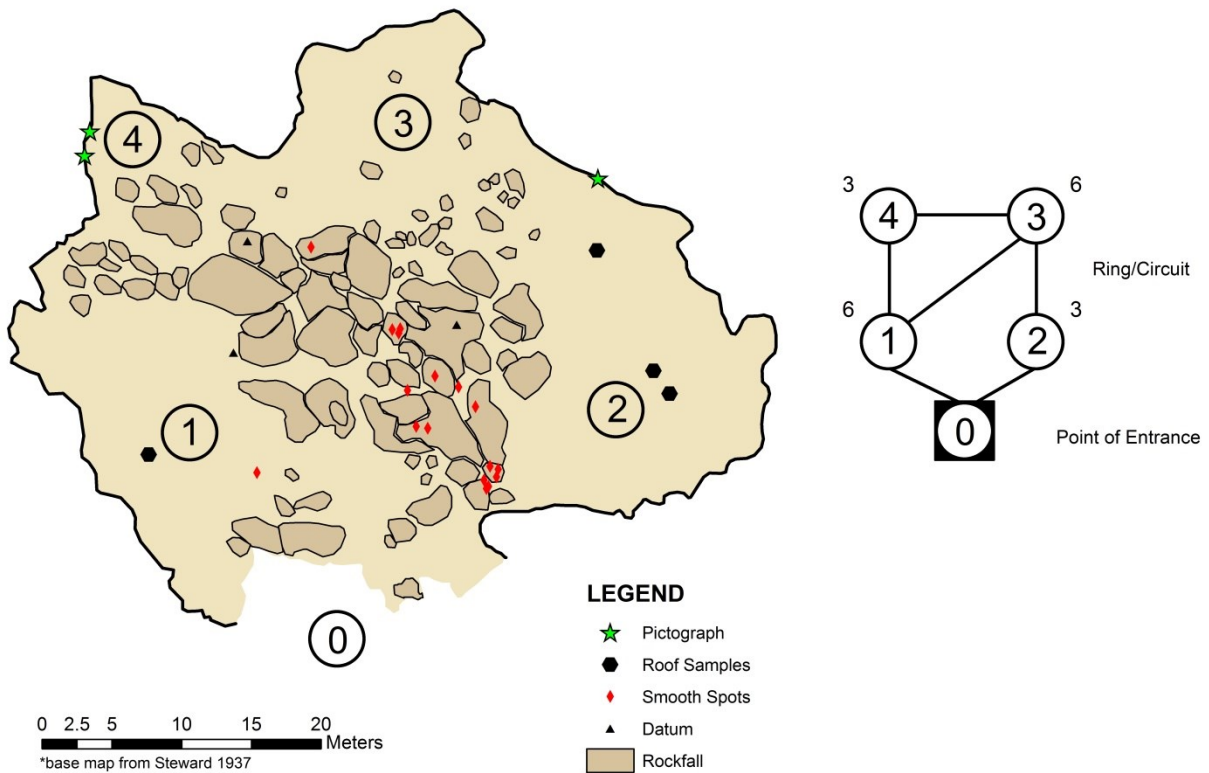 4
3
1
2
0
3
4
3
6
Ring/Circuit
6
1
2
3
0
Point of Entrance
LEGEND
Pictograph
Roof Samples
Smooth Spots
Datum
Rockfall
0 2.5 5 10 15 20
Meters
*base map from Steward 1937